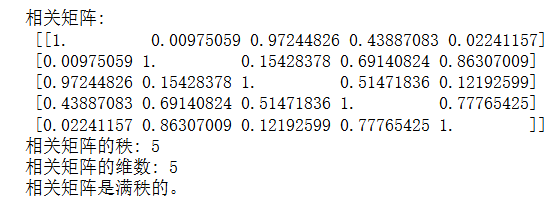 相关矩阵:
[[1.         0.00975059 0.97244826 0.43887083 0.02241157]
[0.00975059 1.         0.15428378 0.69140824 0.86307009]
[0.97244826 0.15428378 1.         0.51471836 0.12192599]
[0.43887083 0.69140824 0.51471836 1.         0.77765425]
[0.02241157 0.86307009 0.12192599 0.77765425 1.        ]]
相关矩阵的秩: 5
相关矩阵的维数: 5
相关矩阵是满秩的。